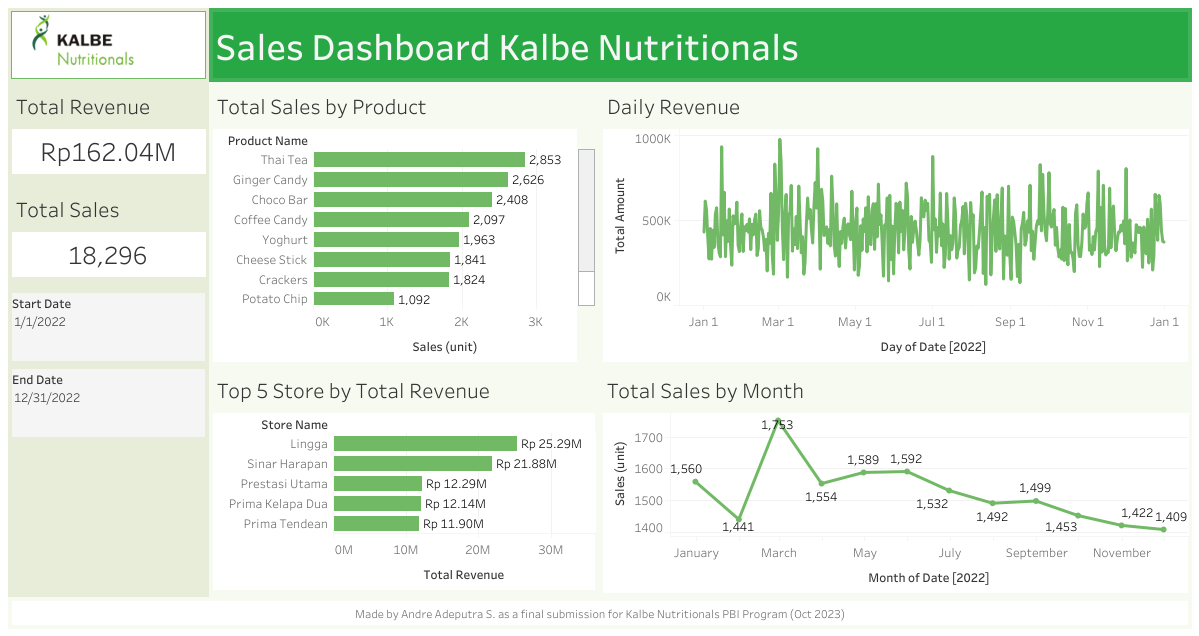 KALBE
Nutritionals
Sales Dashboard Kalbe Nutritionals
Total Revenue
Rp162.04M
Total Sales
18,296
Start Date
1/1/2022
End Date
12/31/2022
Total Sales by Product
Product Name
Thai Tea 2,853
Ginger Candy 2,626
Choco Bar 2,408
Coffee Candy 2,097
Yoghurt 1,963
Cheese Stick 1,841
Crackers 1,824
Potato Chip 1,092
0K 1K 2K 3K
Sales (unit)
Daily Revenue
1000K
500K
0K
Total Amount
Jan 1 Mar 1 May 1 Jul 1 Sep 1 Nov 1 Jan 1
Day of Date [2022]
Top 5 Store by Total Revenue
Store Name
Lingga Rp 25.29M
Sinar Harapan Rp 21.88M
Prestasi Utama Rp 12.29M
Prima Kelapa Dua Rp 12.14M
Prima Tendean Rp 11.90M
0M 10M 20M 30M
Total Revenue
Total Sales by Month
1700
1600
1500
1400
Sales (unit)
1,560 1,441 1,753 1,554 1,589 1,592 1,532 1,492 1,499 1,453 1,422 1,409
January March May July September November
Month of Date [2022]
Made by Andre Adeputra S. as a final submission for Kalbe Nutritionals PBI Program (Oct 2023)